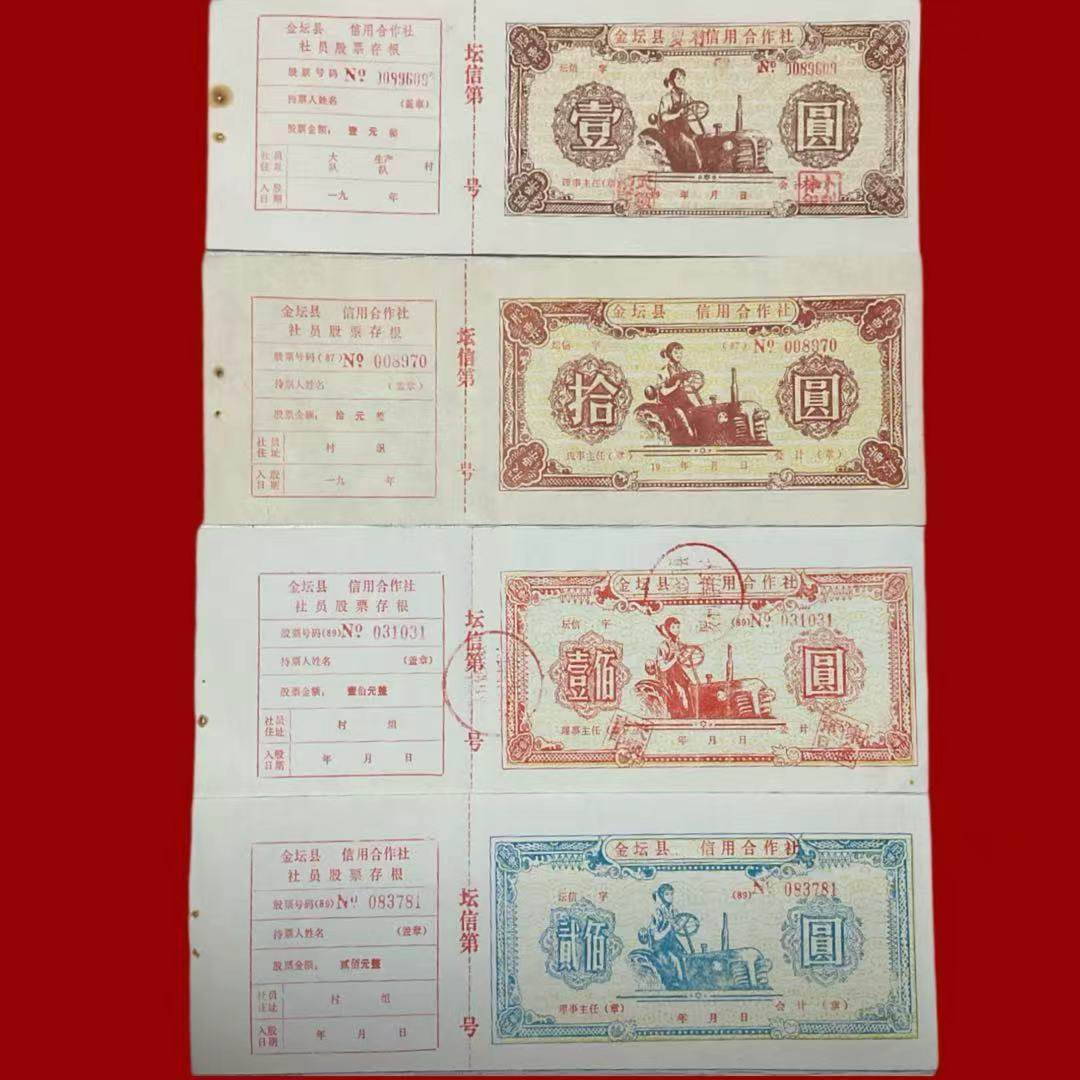 金坛县 信用合作社
社员股票存根
股票号码 № 0089609
持票人姓名 (盖章)
股票金额: 壹元
社员住址 大队 生产队 村
入股日期 一九 年
坛信第 号
金坛县 信用合作社
坛信 字 № 0089609
壹 圆
理事主任(章) 年 月 日 会计
金坛县 信用合作社
社员股票存根
股票号码(87) № 008970
持票人姓名 (盖章)
股票金额: 拾元整
社员住址 村 组
入股日期 一九 年
坛信第 号
金坛县 信用合作社
坛信 字 (87) № 008970
拾 圆
理事主任(章) 19 年 月 日 会计(章)
金坛县 信用合作社
社员股票存根
股票号码(89) № 031031
持票人姓名 (盖章)
股票金额: 壹佰元整
社员住址 村 组
入股日期 年 月 日
坛信第 号
金坛县 信用合作社
坛信 字 (89) № 031031
壹佰 圆
理事主任 年 月 日 会计
金坛县 信用合作社
社员股票存根
股票号码(89) № 083781
持票人姓名 (盖章)
股票金额: 贰佰元整
社员住址 村 组
入股日期 年 月 日
坛信第 号
金坛县 信用合作社
坛信 字 (89) № 083781
贰佰 圆
理事主任(章) 年 月 日 会计(章)